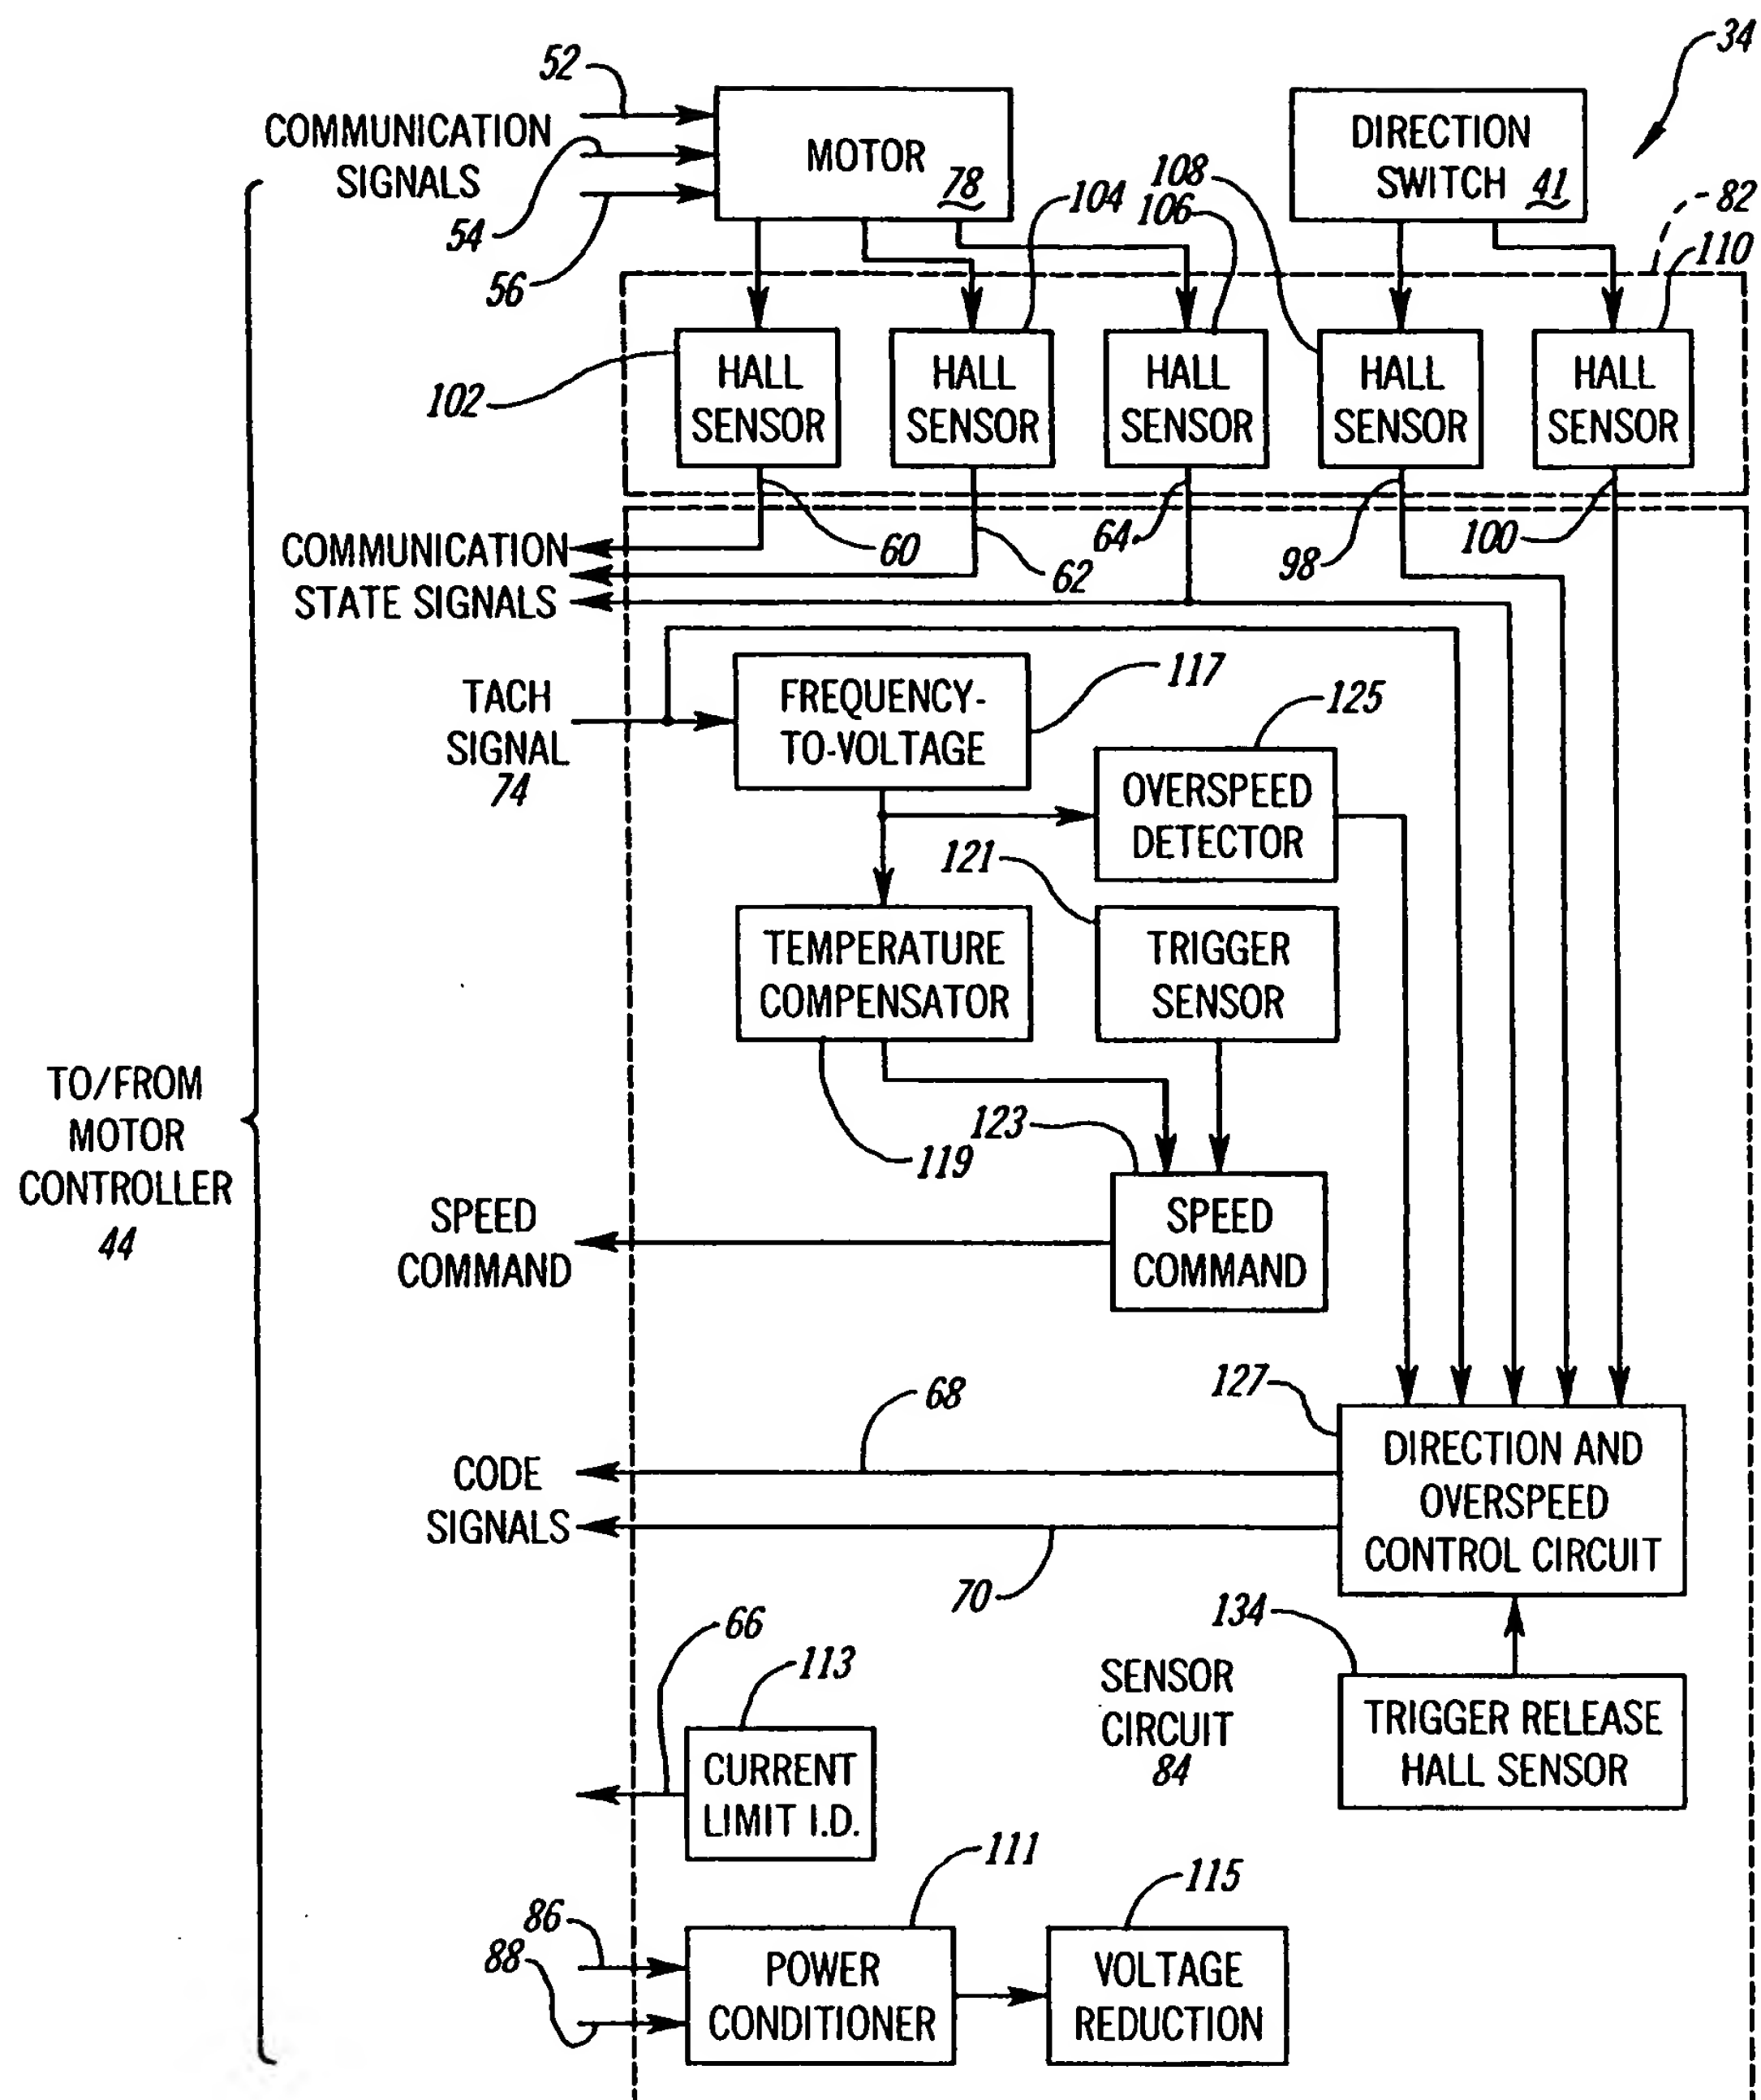 34
52
COMMUNICATION
SIGNALS
54
56
MOTOR
78
DIRECTION
SWITCH 41
82
104
108
106
110
102
HALL
SENSOR
HALL
SENSOR
HALL
SENSOR
HALL
SENSOR
HALL
SENSOR
60
62
64
98
100
COMMUNICATION
STATE SIGNALS
TACH
SIGNAL
74
FREQUENCY-
TO-VOLTAGE
117
125
OVERSPEED
DETECTOR
121
TEMPERATURE
COMPENSATOR
TRIGGER
SENSOR
119
123
TO/FROM
MOTOR
CONTROLLER
44
SPEED
COMMAND
SPEED
COMMAND
68
127
CODE
SIGNALS
70
DIRECTION AND
OVERSPEED
CONTROL CIRCUIT
134
66
113
SENSOR
CIRCUIT
84
TRIGGER RELEASE
HALL SENSOR
CURRENT
LIMIT I.D.
111
115
86
88
POWER
CONDITIONER
VOLTAGE
REDUCTION